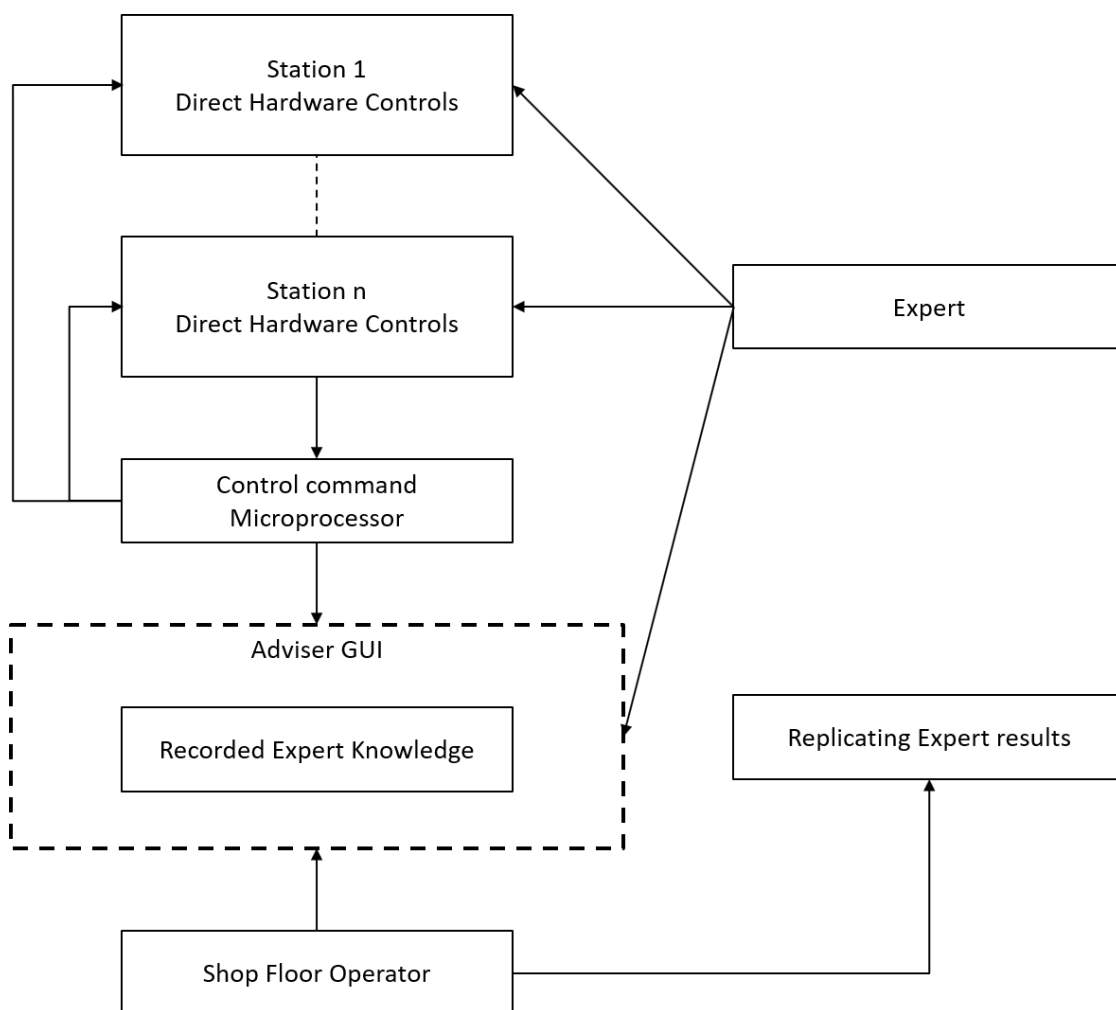 Station 1
Direct Hardware Controls
Station n
Direct Hardware Controls
Expert
Control command
Microprocessor
Adviser GUI
Recorded Expert Knowledge
Replicating Expert results
Shop Floor Operator